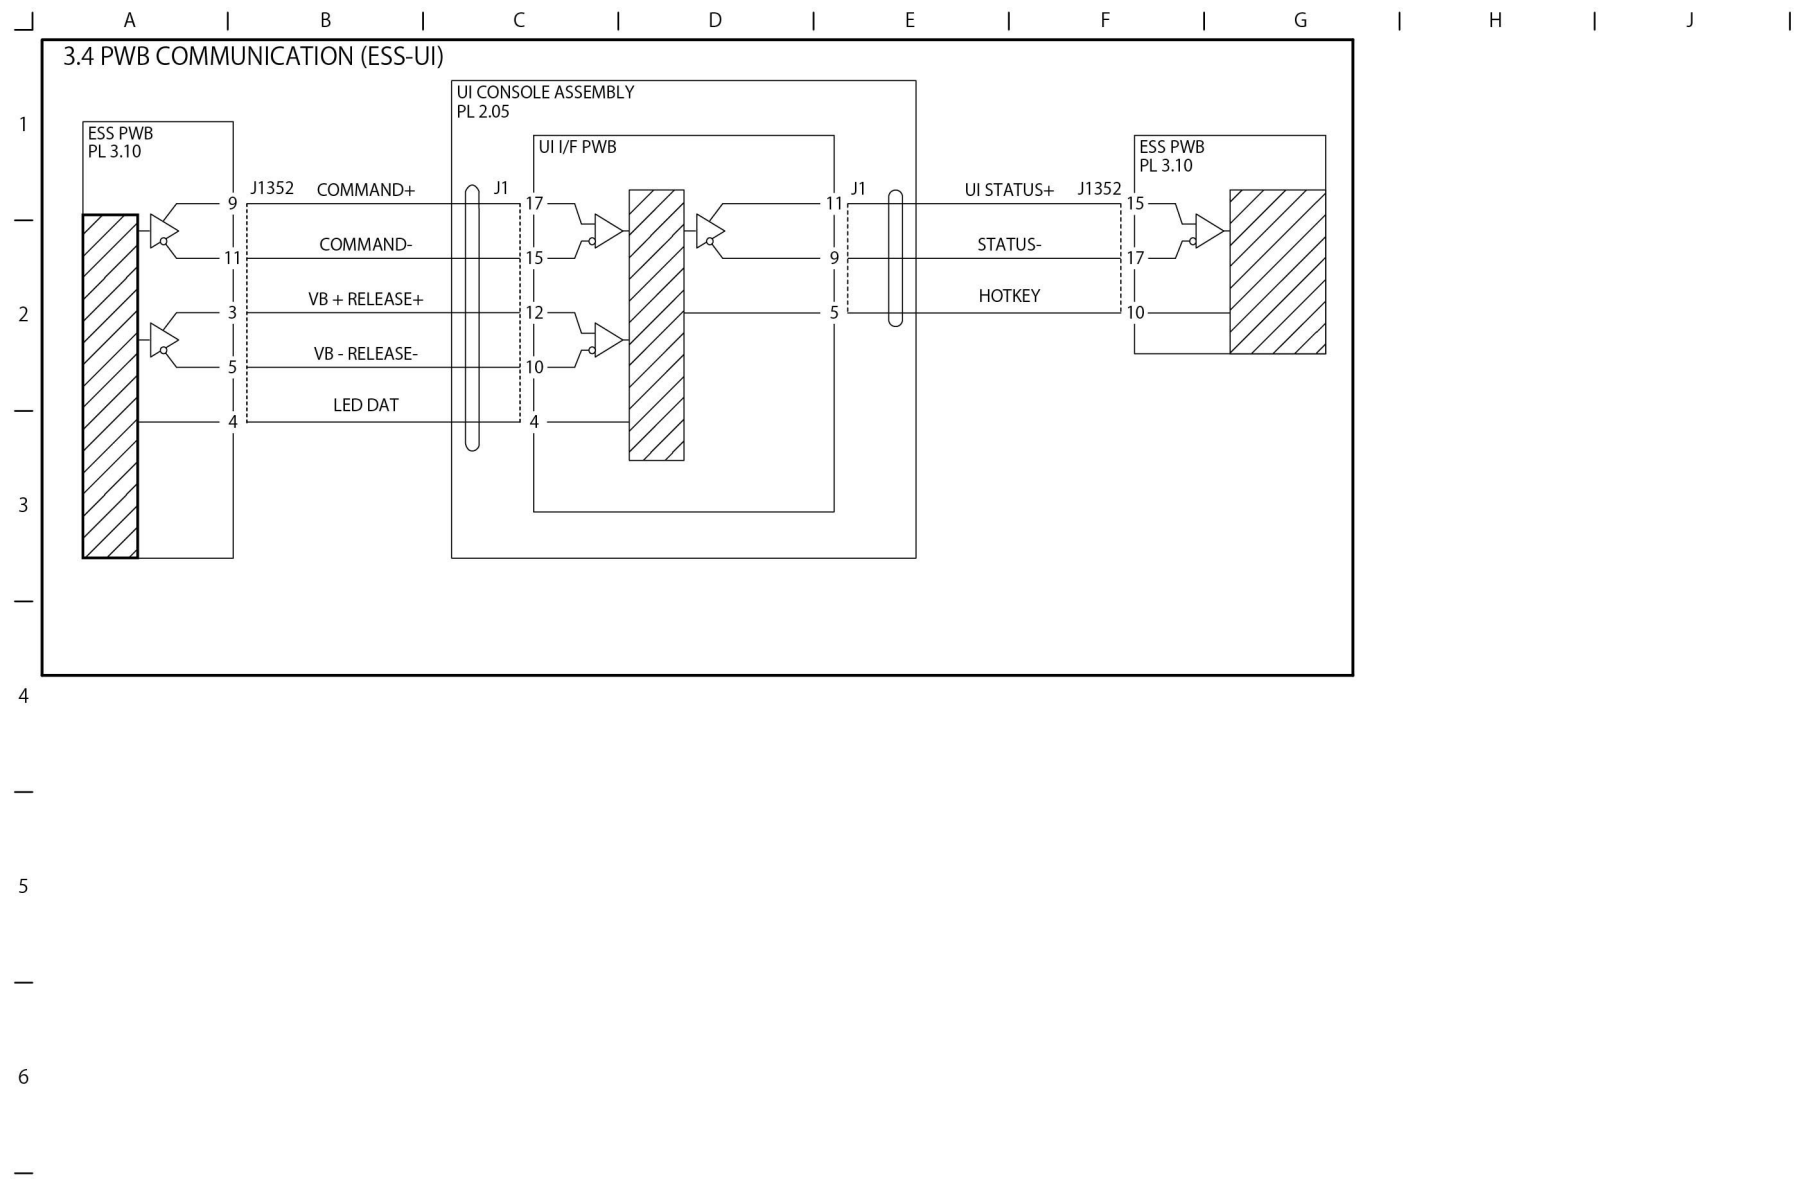 A B C D E F G H J
3.4 PWB COMMUNICATION (ESS-UI)
UI CONSOLE ASSEMBLY
PL 2.05
1
ESS PWB
PL 3.10
UI I/F PWB
ESS PWB
PL 3.10
J1352 COMMAND+ J1 J1 UI STATUS+ J1352
9 17 11 15
COMMAND- STATUS-
11 15 9 17
VB + RELEASE+ HOTKEY
2 3 12 5 10
VB - RELEASE-
5 10
LED DAT
4 4
3
4
5
6